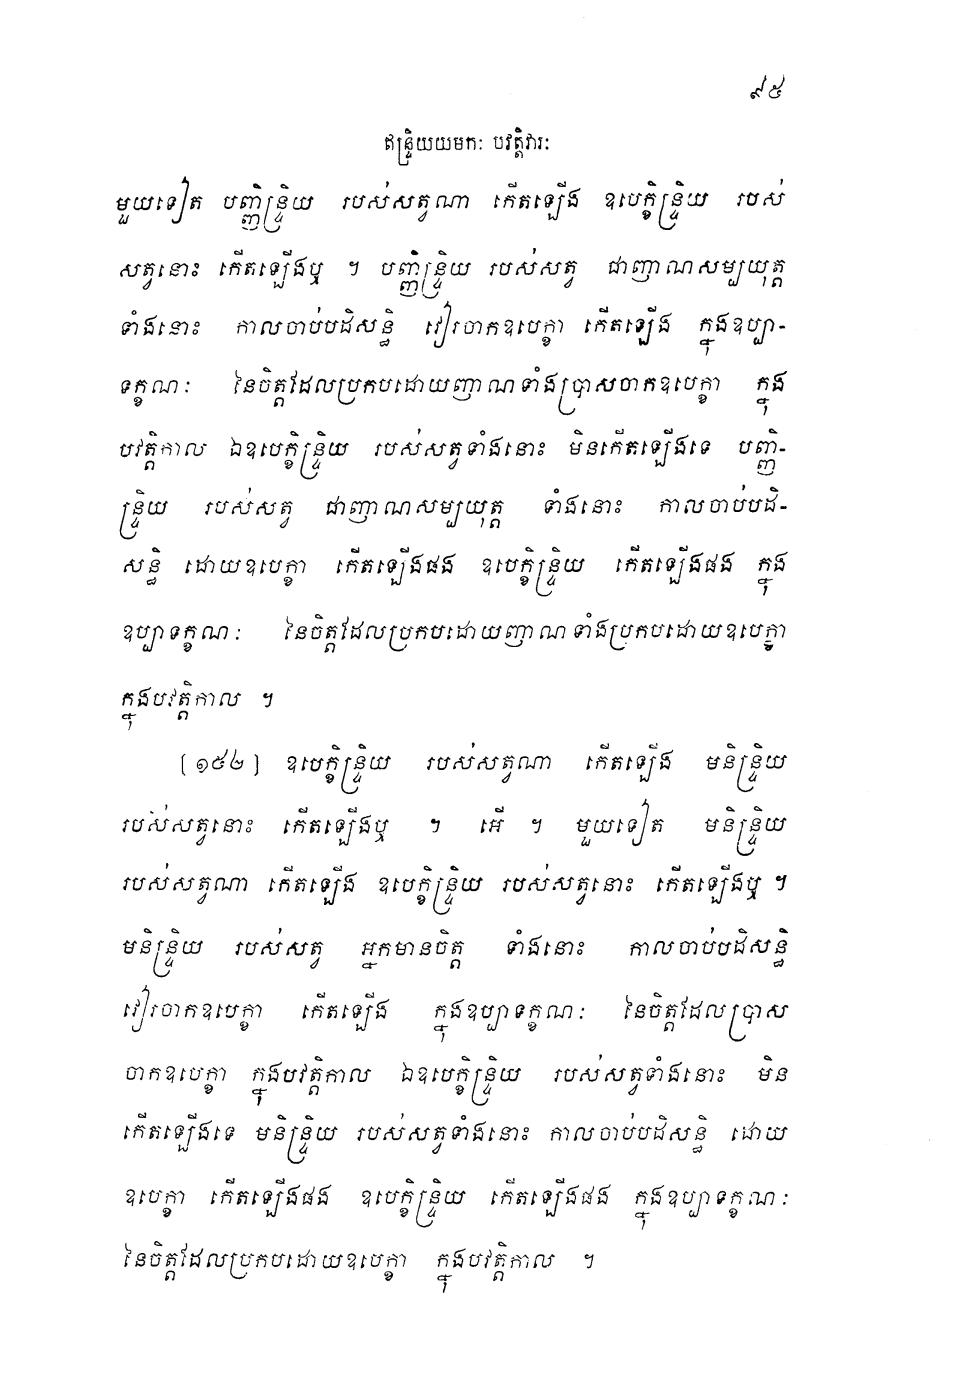 ៩៥
ឥន្ទ្រិយយមកៈ បវត្តិវារៈ
មួយទៀត បញ្ញិន្ទ្រិយ របស់សត្វណា កើតឡើង ឧបេក្ខិន្ទ្រិយ របស់
សត្វនោះ កើតឡើងឬ ។ បញ្ញិន្ទ្រិយ របស់សត្វ ជាញាណសម្បយុត្ត
ទាំងនោះ កាលចាប់បដិសន្ធិ វៀរចាកឧបេក្ខា កើតឡើង ក្នុងឧប្បា-
ទក្ខណៈ នៃចិត្តដែលប្រកបដោយញាណទាំងប្រាសចាកឧបេក្ខា ក្នុង
បវត្តិកាល ឯឧបេក្ខិន្ទ្រិយ របស់សត្វទាំងនោះ មិនកើតឡើងទេ បញ្ញិ-
ន្ទ្រិយ របស់សត្វ ជាញាណសម្បយុត្ត ទាំងនោះ កាលចាប់បដិ-
សន្ធិ ដោយឧបេក្ខា កើតឡើងផង ឧបេក្ខិន្ទ្រិយ កើតឡើងផង ក្នុង
ឧប្បាទក្ខណៈ នៃចិត្តដែលប្រកបដោយញាណទាំងប្រកបដោយឧបេក្ខា
ក្នុងបវត្តិកាល ។
[១៥២] ឧបេក្ខិន្ទ្រិយ របស់សត្វណា កើតឡើង មនិន្ទ្រិយ
របស់សត្វនោះ កើតឡើងឬ ។ អើ ។ មួយទៀត មនិន្ទ្រិយ
របស់សត្វណា កើតឡើង ឧបេក្ខិន្ទ្រិយ របស់សត្វនោះ កើតឡើងឬ ។
មនិន្ទ្រិយ របស់សត្វ អ្នកមានចិត្ត ទាំងនោះ កាលចាប់បដិសន្ធិ
វៀរចាកឧបេក្ខា កើតឡើង ក្នុងឧប្បាទក្ខណៈ នៃចិត្តដែលប្រាស
ចាកឧបេក្ខា ក្នុងបវត្តិកាល ឯឧបេក្ខិន្ទ្រិយ របស់សត្វទាំងនោះ មិន
កើតឡើងទេ មនិន្ទ្រិយ របស់សត្វទាំងនោះ កាលចាប់បដិសន្ធិ ដោយ
ឧបេក្ខា កើតឡើងផង ឧបេក្ខិន្ទ្រិយ កើតឡើងផង ក្នុងឧប្បាទក្ខណៈ
នៃចិត្តដែលប្រកបដោយឧបេក្ខា ក្នុងបវត្តិកាល ។